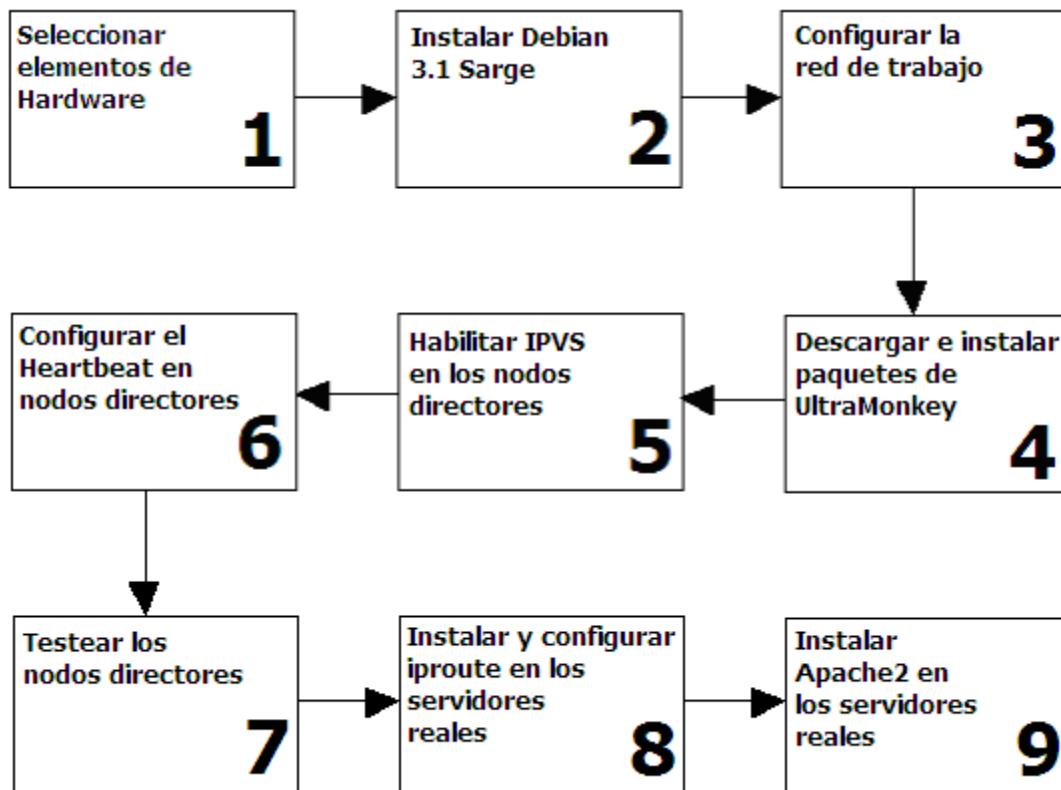 Seleccionar
elementos de
Hardware
1
Instalar Debian
3.1 Sarge
2
Configurar la
red de trabajo
3
Descargar e instalar
paquetes de
UltraMonkey
4
Habilitar IPVS
en los nodos
directores
5
Configurar el
Heartbeat en
nodos directores
6
Testear los
nodos directores
7
Instalar y configurar
iproute en los
servidores
reales
8
Instalar
Apache2 en
los servidores
reales
9